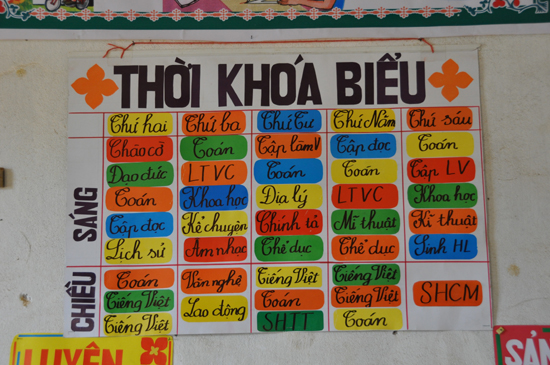 THỜI KHOÁ BIỂU
Thứ hai Thứ ba Thứ Tư Thứ Năm Thứ sáu
SÁNG
Chào cờ Toán Tập làm V Tập đọc Toán
Đạo đức LTVC Toán Toán Tập LV
Toán Khoa học Địa lý LTVC Khoa học
Tập đọc Kể chuyện Chính tả Mĩ thuật Kĩ thuật
Lịch sử Âm nhạc Thể dục Thể dục Sinh HL
CHIỀU
Toán Văn nghệ Tiếng Việt Tiếng Việt SHCM
Tiếng Việt Lao động Toán Tiếng Việt
Tiếng Việt SHTT Toán
LUYỆN
SẢN